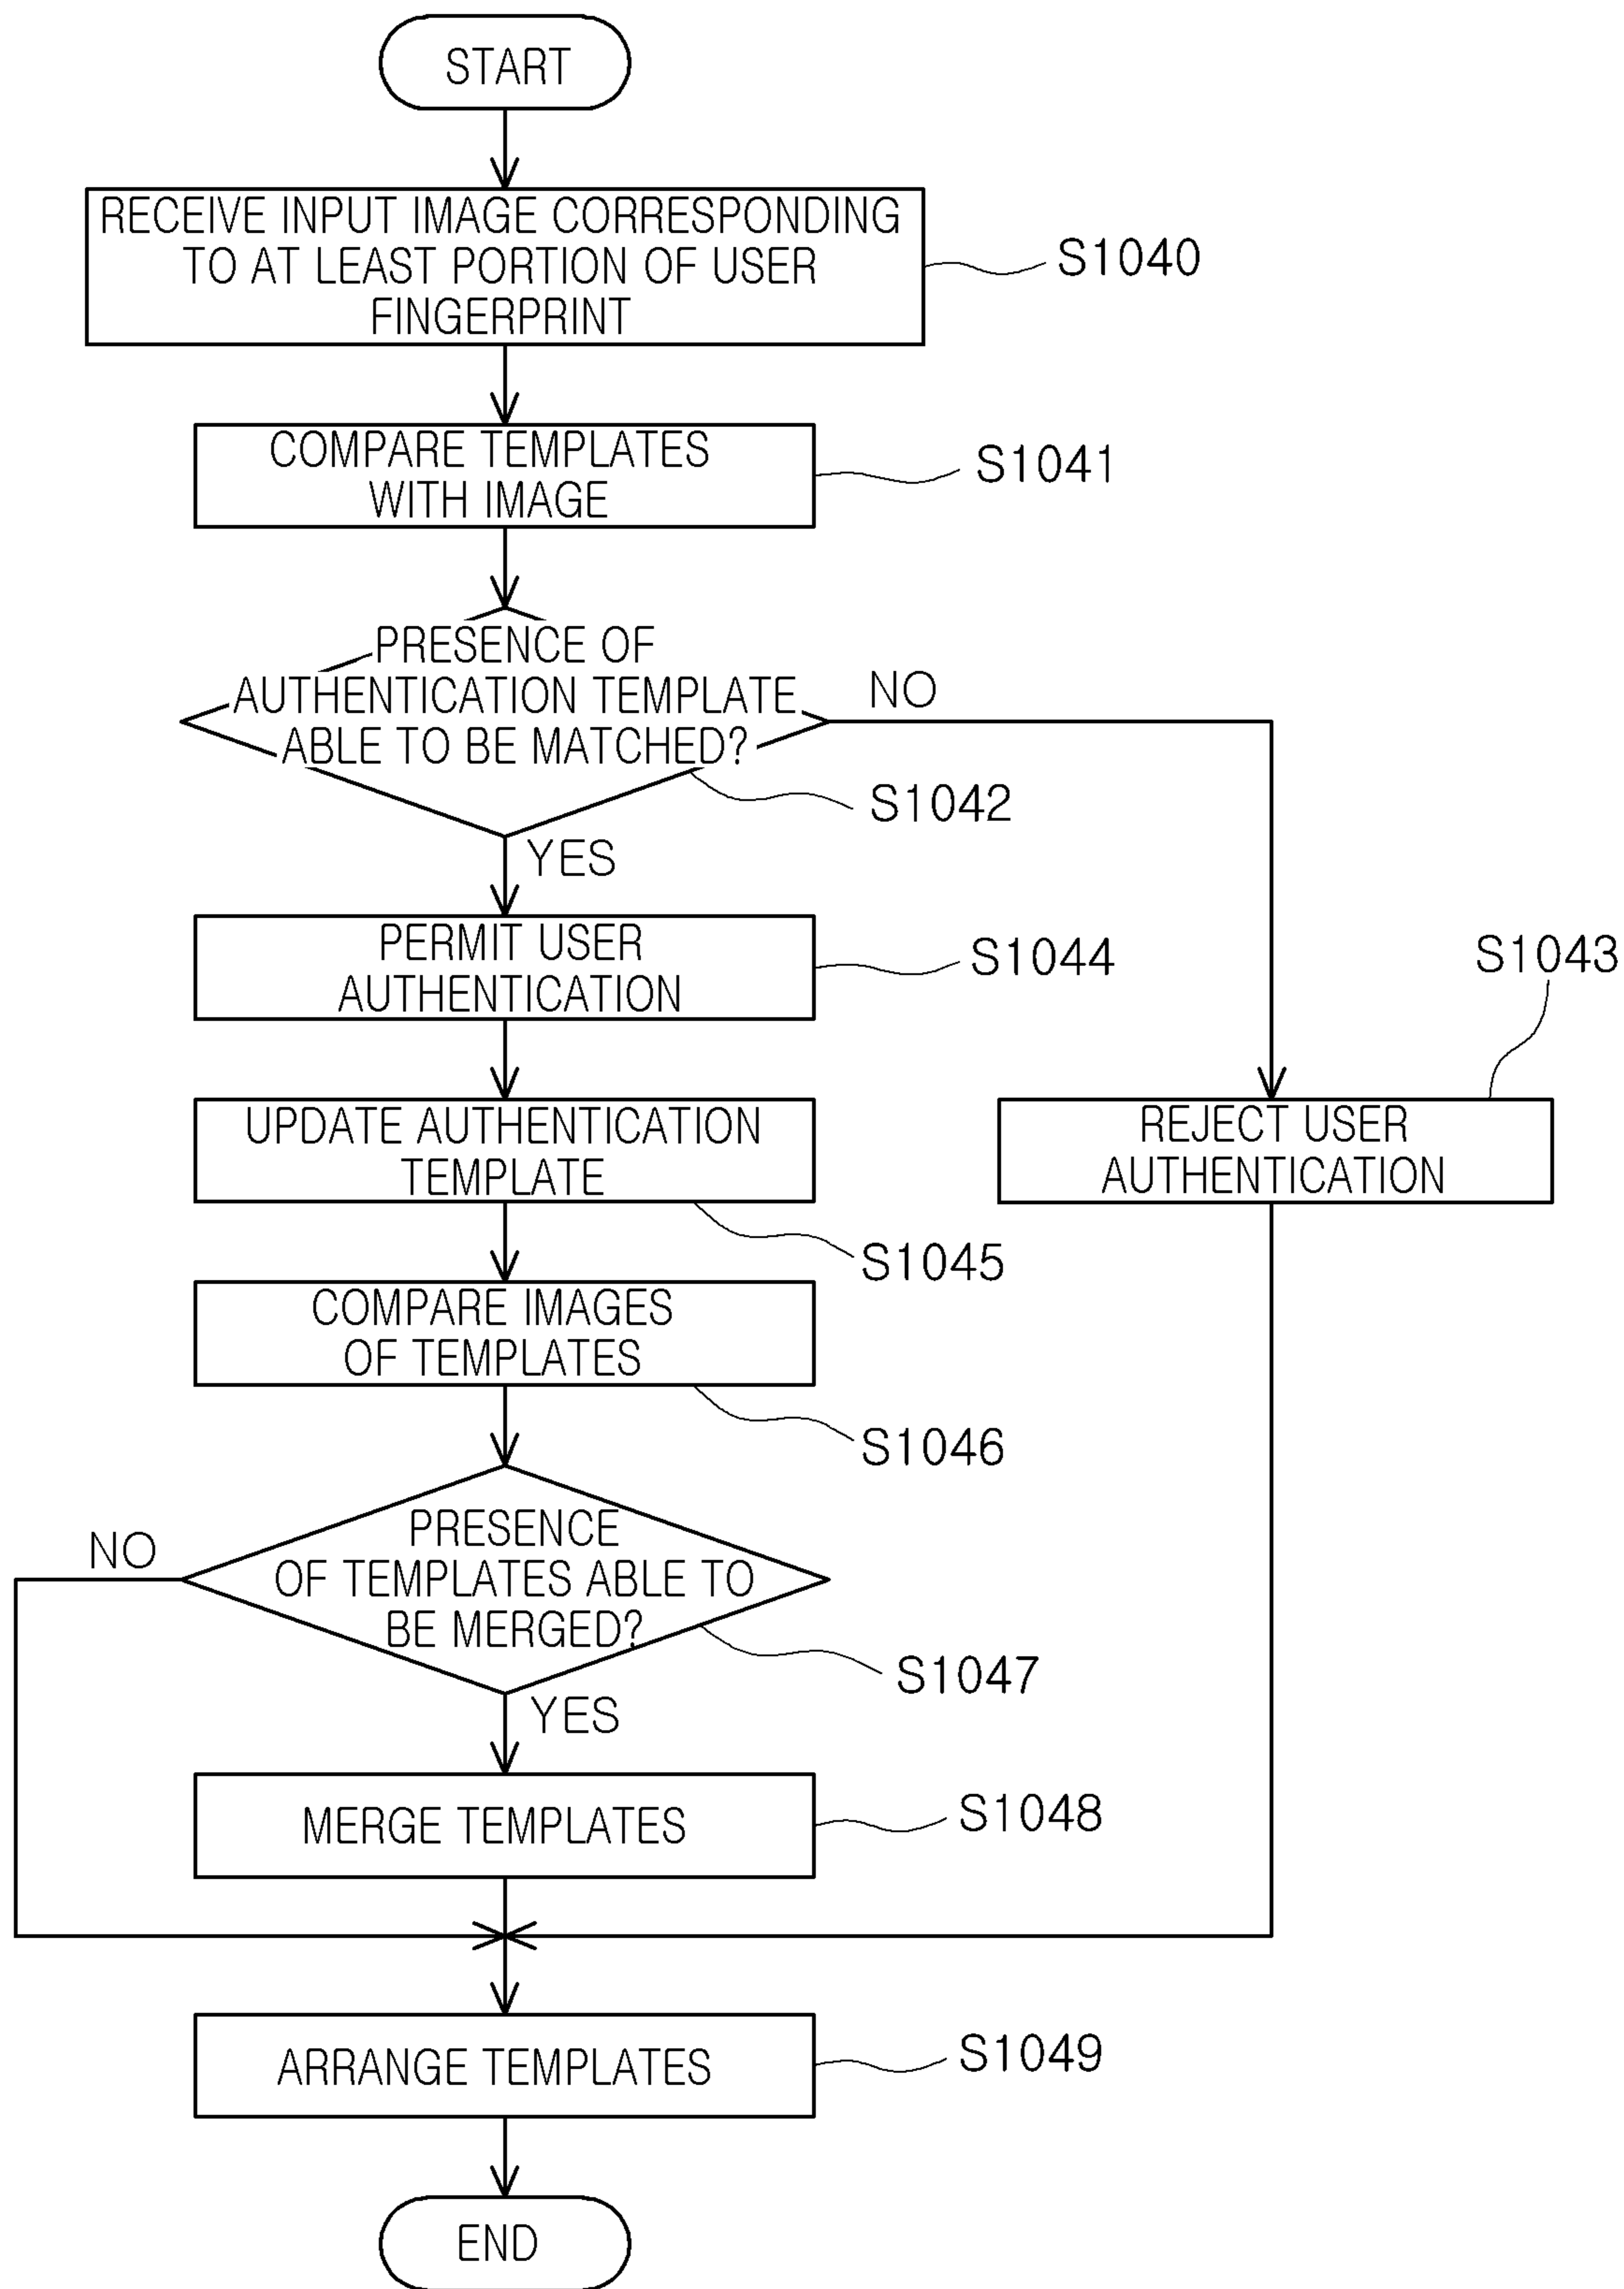 START
RECEIVE INPUT IMAGE CORRESPONDING
TO AT LEAST PORTION OF USER
FINGERPRINT
S1040
COMPARE TEMPLATES
WITH IMAGE
S1041
PRESENCE OF
AUTHENTICATION TEMPLATE
ABLE TO BE MATCHED?
NO
S1042
YES
PERMIT USER
AUTHENTICATION
S1044
S1043
UPDATE AUTHENTICATION
TEMPLATE
REJECT USER
AUTHENTICATION
S1045
COMPARE IMAGES
OF TEMPLATES
S1046
NO
PRESENCE
OF TEMPLATES ABLE TO
BE MERGED?
S1047
YES
MERGE TEMPLATES
S1048
ARRANGE TEMPLATES
S1049
END